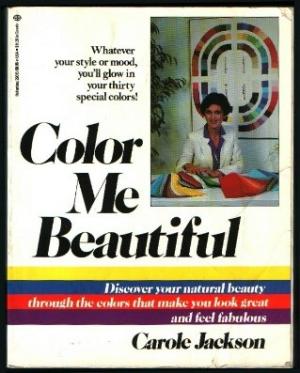 Whatever
your style or mood,
you'll glow in
your thirty
special colors!
Color
Me
Beautiful
Discover your natural beauty
through the colors that make you look great
and feel fabulous
Carole Jackson